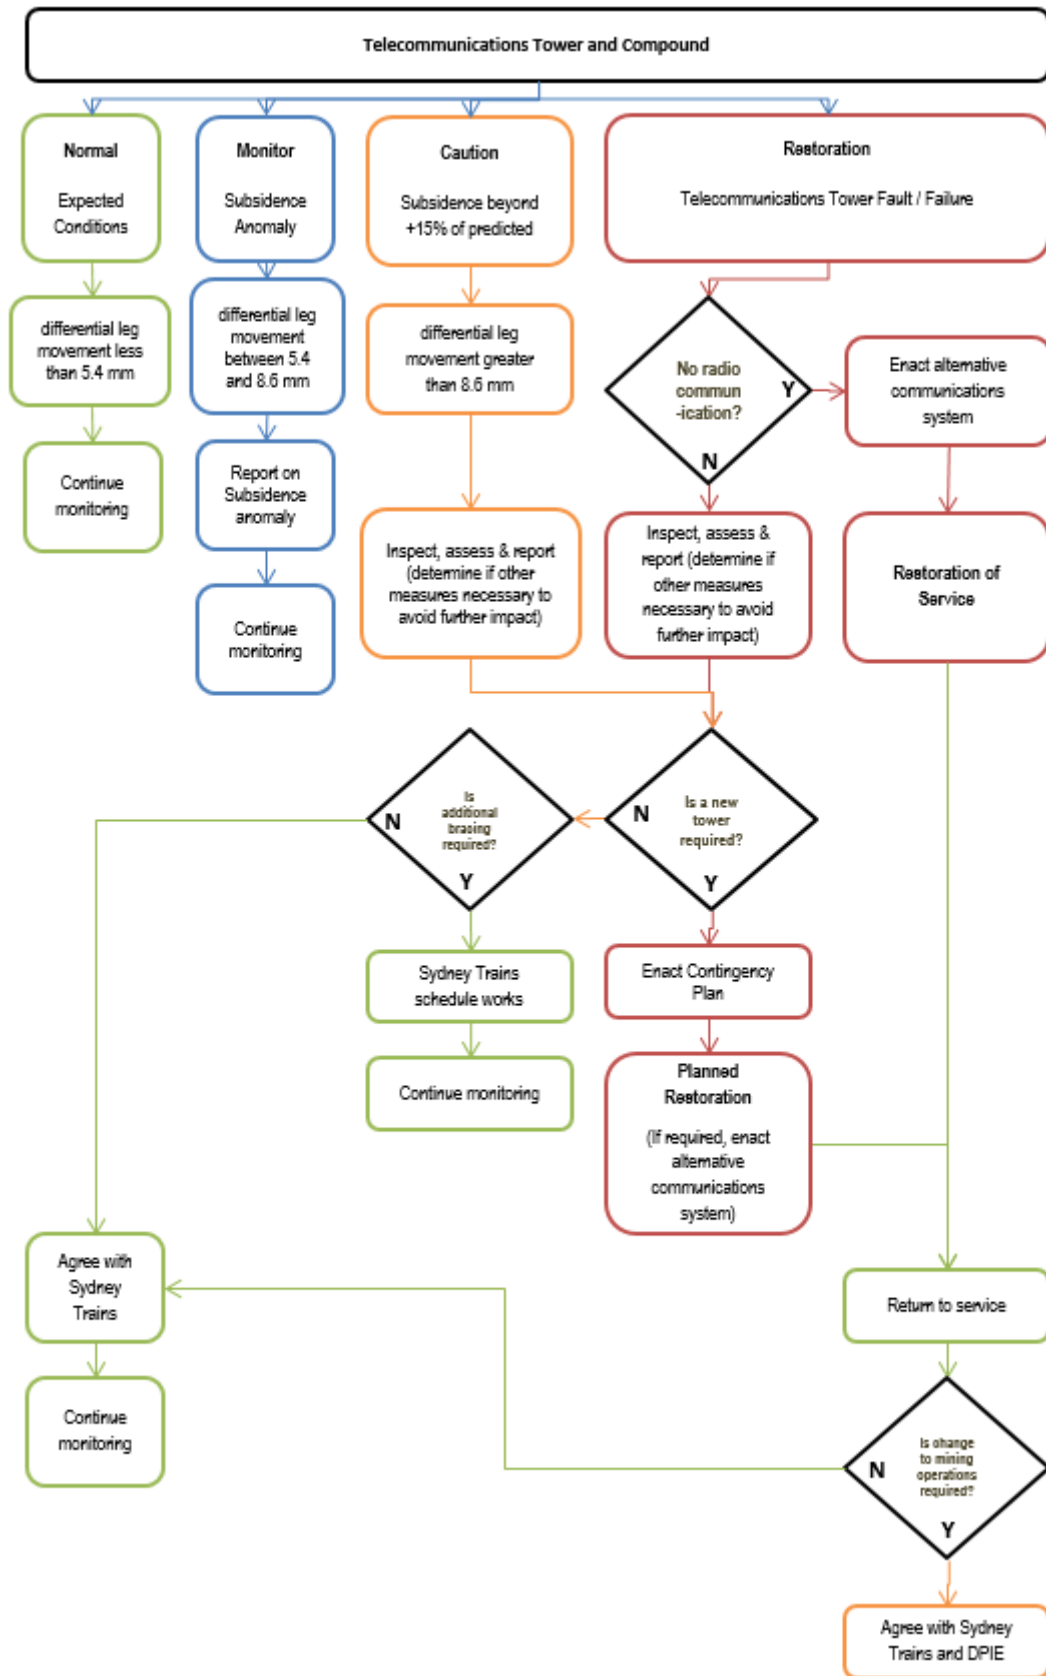 Telecommunications Tower and Compound
Normal
Expected
Conditions
Monitor
Subsidence
Anomaly
Caution
Subsidence beyond
+15% of predicted
Restoration
Telecommunications Tower Fault / Failure
differential leg
movement less
than 5.4 mm
differential leg
movement
between 5.4
and 8.6 mm
differential leg
movement greater
than 8.6 mm
No radio
commun
-ication?
Y
N
Enact alternative
communications
system
Continue
monitoring
Report on
Subsidence
anomaly
Continue
monitoring
Inspect, assess & report
(determine if other
measures necessary to
avoid further impact)
Inspect, assess &
report (determine if
other measures
necessary to avoid
further impact)
Restoration of
Service
Is
additional
bracing
required?
N
Y
Is a new
tower
required?
N
Y
Sydney Trains
schedule works
Enact Contingency
Plan
Continue monitoring
Planned
Restoration
(If required, enact
alternative
communications
system)
Agree with
Sydney
Trains
Return to service
Continue
monitoring
Is change
to mining
operations
required?
N
Y
Agree with Sydney
Trains and DPIE